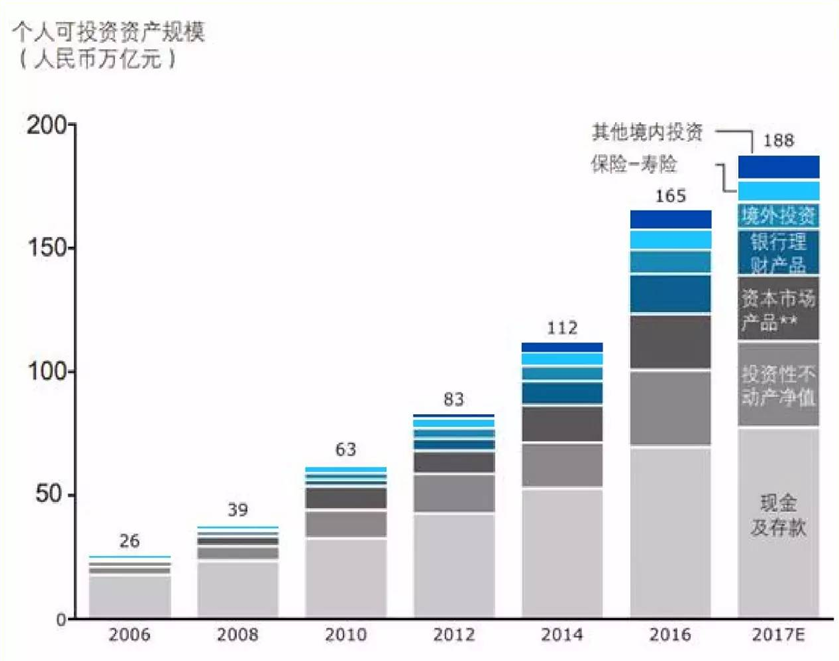 个人可投资资产规模
（人民币万亿元）
200
150
100
50
0
其他境内投资
保险-寿险
26
39
63
83
112
165
188
境外投资
银行理
财产品
资本市场
产品**
投资性不
动产净值
现金
及存款
2006
2008
2010
2012
2014
2016
2017E